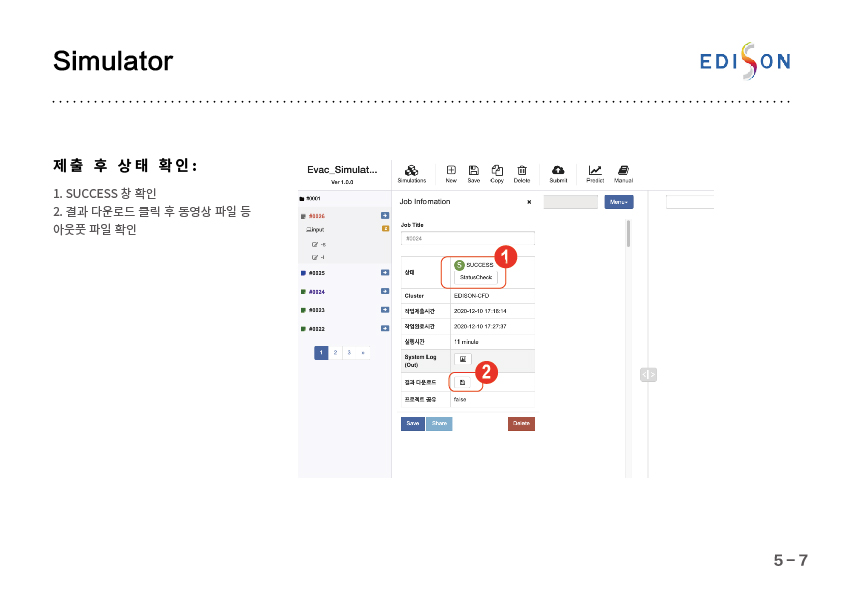 Simulator
EDISON
제출 후 상태 확인:
1. SUCCESS 창 확인
2. 결과 다운로드 클릭 후 동영상 파일 등
아웃풋 파일 확인
Evac_Simulat...
Ver 1.0.0
Simulations
New
Save
Copy
Delete
Submit
Predict
Manual
#0001
#0026
input
-s
-i
#0025
#0024
#0023
#0022
1 2 3 »
Job Infomation
×
Menu
Job Title
#0024
상태
S SUCCESS
StatusCheck
1
Cluster
EDISON-CFD
작업제출시간
2020-12-10 17:16:14
작업완료시간
2020-12-10 17:27:37
실행시간
11 minute
System Log
(Out)
결과 다운로드
2
프로젝트 공유
false
Save
Share
Delete
5-7